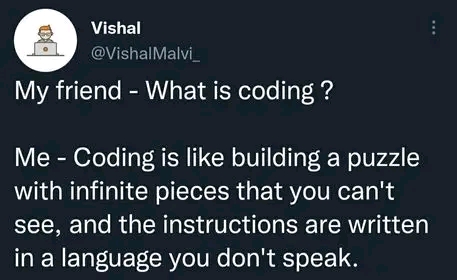 Vishal
@VishalMalvi_
My friend - What is coding ?
Me - Coding is like building a puzzle
with infinite pieces that you can't
see, and the instructions are written
in a language you don't speak.